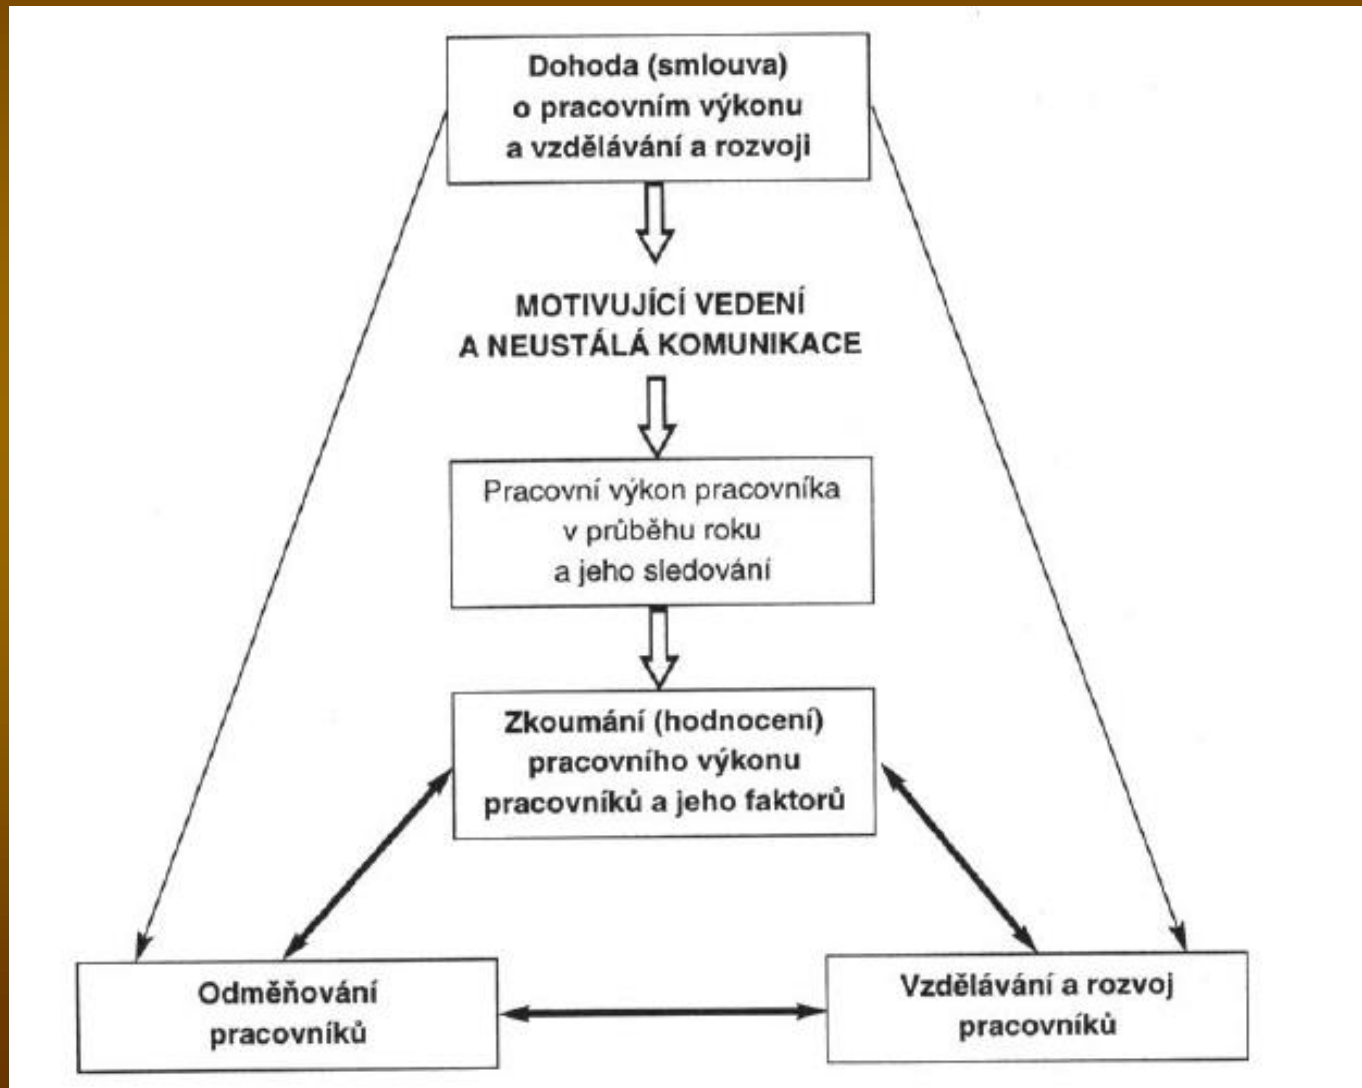 Dohoda (smlouva)
o pracovním výkonu
a vzdělávání a rozvoji
MOTIVUJÍCÍ VEDENÍ
A NEUSTÁLÁ KOMUNIKACE
Pracovní výkon pracovníka
v průběhu roku
a jeho sledování
Zkoumání (hodnocení)
pracovního výkonu
pracovníků a jeho faktorů
Odměňování
pracovníků
Vzdělávání a rozvoj
pracovníků